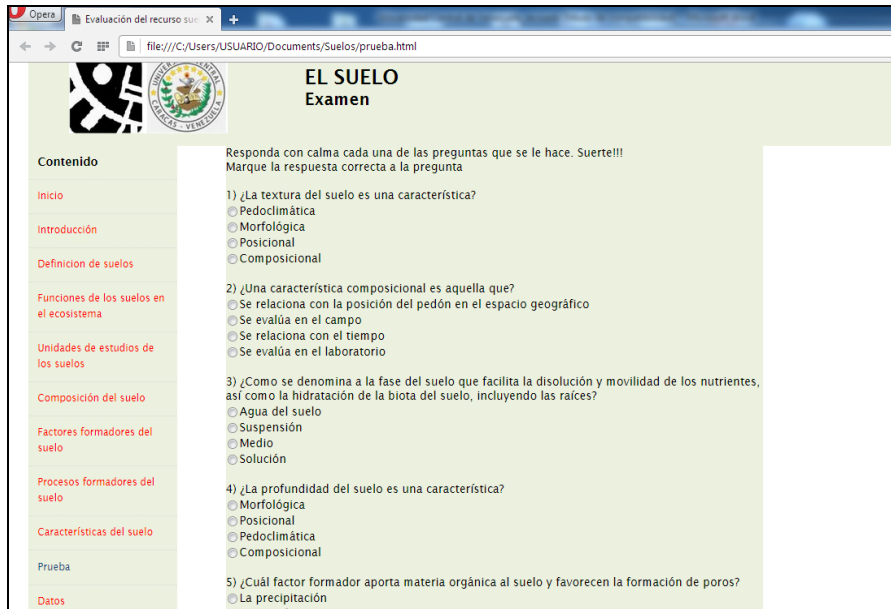 Opera
Evaluación del recurso sue
file:///C:/Users/USUARIO/Documents/Suelos/prueba.html
CENTRAL
CARACAS - VENEZUELA
EL SUELO
Examen
Contenido
Inicio
Introducción
Definicion de suelos
Funciones de los suelos en
el ecosistema
Unidades de estudios de
los suelos
Composición del suelo
Factores formadores del
suelo
Procesos formadores del
suelo
Características del suelo
Prueba
Datos
Responda con calma cada una de las preguntas que se le hace. Suerte!!!
Marque la respuesta correcta a la pregunta
1) ¿La textura del suelo es una característica?
Pedoclimática
Morfológica
Posicional
Composicional
2) ¿Una característica composicional es aquella que?
Se relaciona con la posición del pedón en el espacio geográfico
Se evalúa en el campo
Se relaciona con el tiempo
Se evalúa en el laboratorio
3) ¿Como se denomina a la fase del suelo que facilita la disolución y movilidad de los nutrientes,
así como la hidratación de la biota del suelo, incluyendo las raíces?
Agua del suelo
Suspensión
Medio
Solución
4) ¿La profundidad del suelo es una característica?
Morfológica
Posicional
Pedoclimática
Composicional
5) ¿Cuál factor formador aporta materia orgánica al suelo y favorecen la formación de poros?
La precipitación